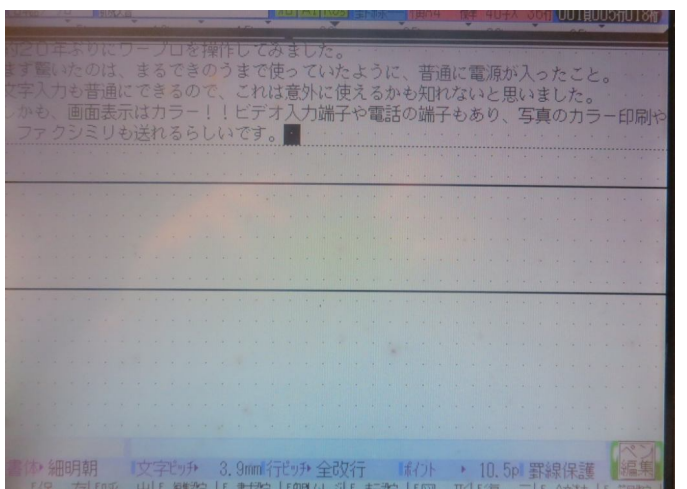 約20年ぶりにワープロを操作してみました。
まず驚いたのは、まるできのうまで使っていたように、普通に電源が入ったこと。
文字入力も普通にできるので、これは意外に使えるかも知れないと思いました。
しかも、画面表示はカラー！！ビデオ入力端子や電話の端子もあり、写真のカラー印刷や
ファクシミリも送れるらしいです。
書体 細明朝 文字ピッチ 3.9mm 行ピッチ 全改行 ポイント 10.5p 罫線保護 ペン編集